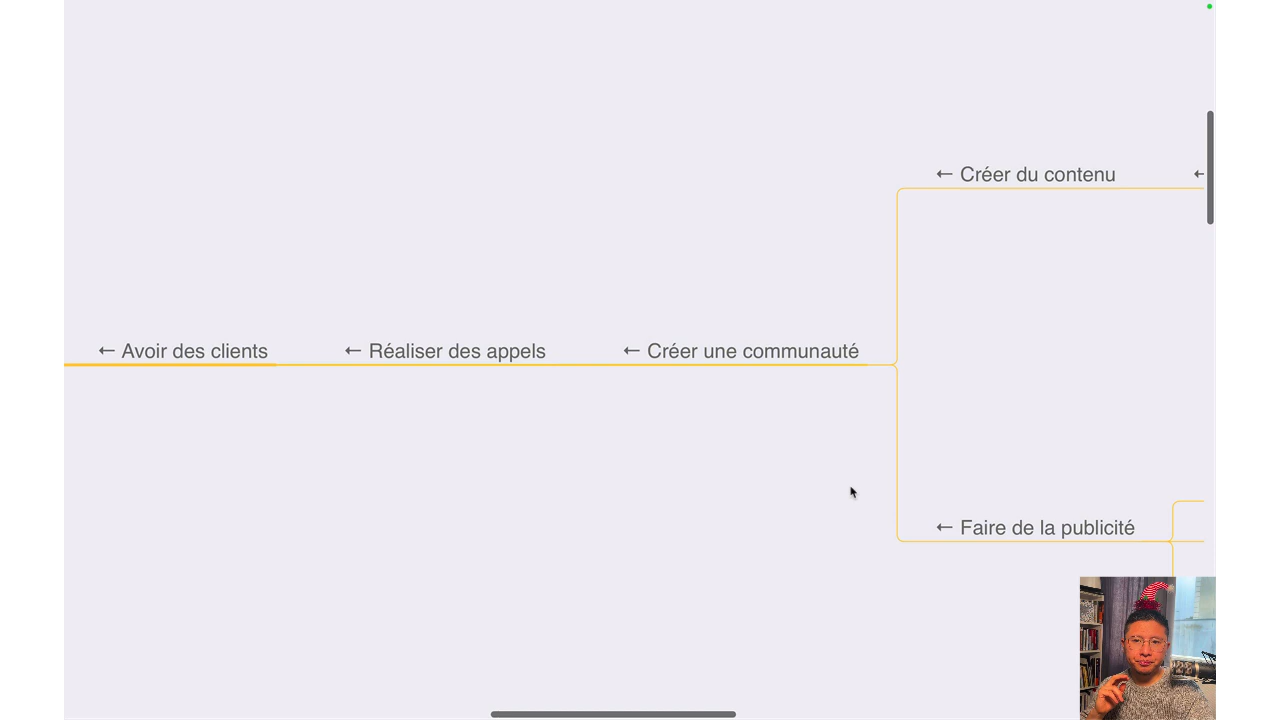 ← Créer du contenu ←
← Avoir des clients ← Réaliser des appels ← Créer une communauté
← Faire de la publicité